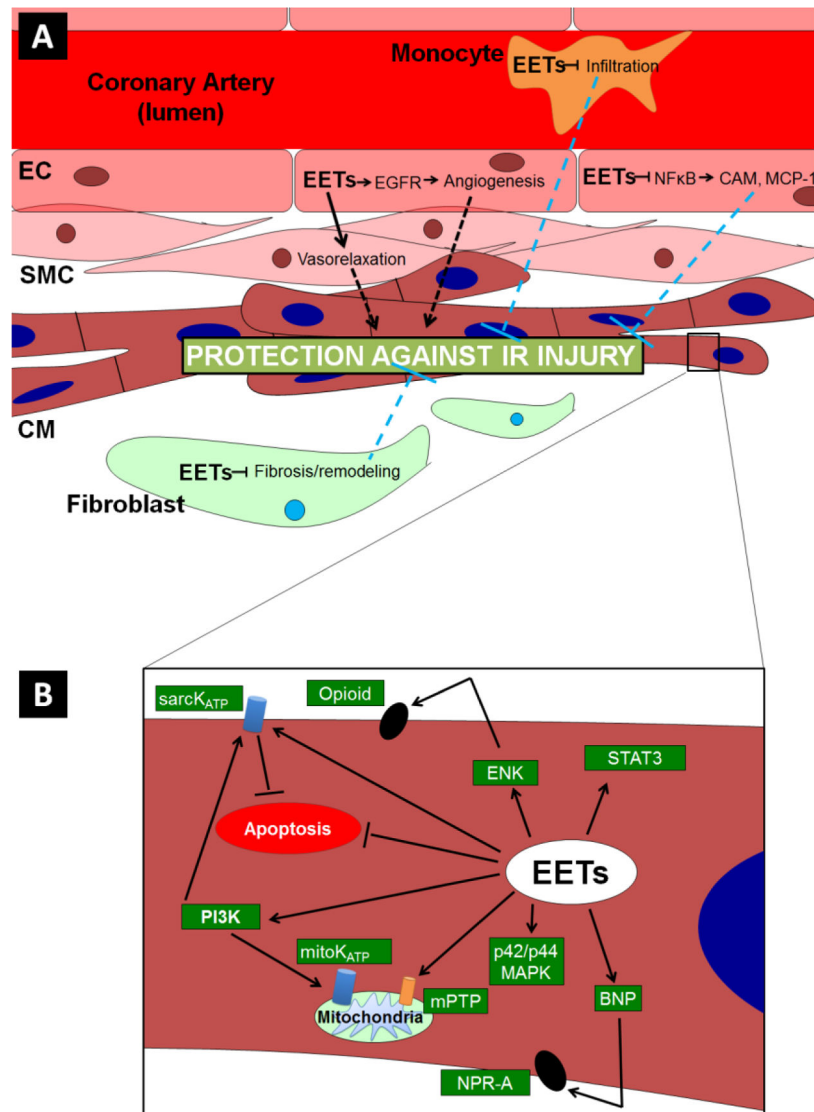 A
Monocyte
EETs Infiltration
Coronary Artery
(lumen)
EC
EETs EGFR Angiogenesis
EETs NFκB CAM, MCP-1
Vasorelaxation
SMC
PROTECTION AGAINST IR INJURY
CM
EETs Fibrosis/remodeling
Fibroblast
B
sarcK_ATP
Opioid
ENK
STAT3
Apoptosis
EETs
PI3K
mitoK_ATP
p42/p44
MAPK
mPTP
BNP
Mitochondria
NPR-A